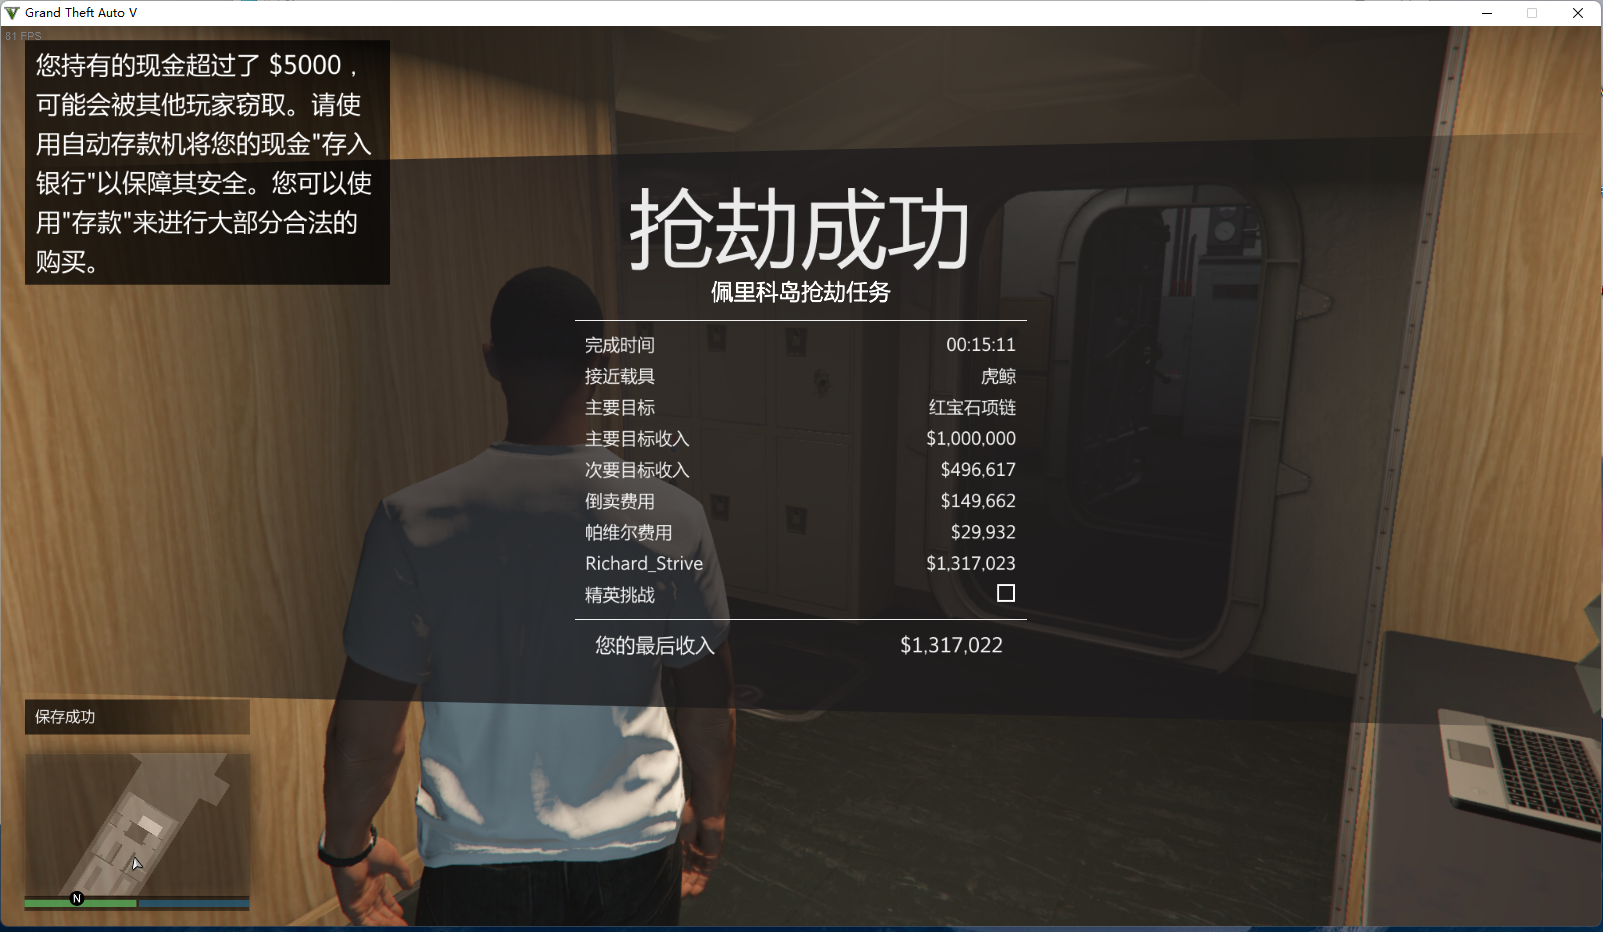 Grand Theft Auto V
81 FPS
您持有的现金超过了 $5000，
可能会被其他玩家窃取。请使
用自动存款机将您的现金"存入
银行"以保障其安全。您可以使
用"存款"来进行大部分合法的
购买。
抢劫成功
佩里科岛抢劫任务
完成时间 00:15:11
接近载具 虎鲸
主要目标 红宝石项链
主要目标收入 $1,000,000
次要目标收入 $496,617
倒卖费用 $149,662
帕维尔费用 $29,932
Richard_Strive $1,317,023
精英挑战
您的最后收入 $1,317,022
保存成功
N